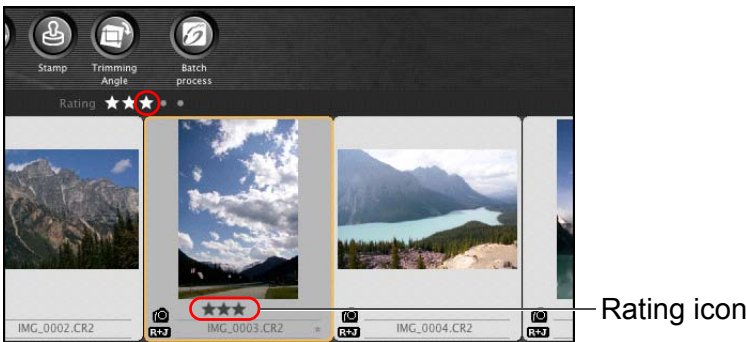 Stamp
Trimming
Angle
Batch
process
Rating
Rating icon
R+J
R+J
R+J
IMG_0002.CR2
IMG_0003.CR2
IMG_0004.CR2